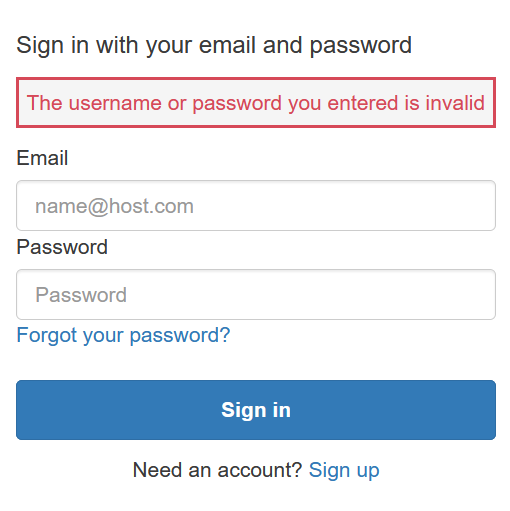 Sign in with your email and password
The username or password you entered is invalid
Email
name@host.com
Password
Password
Forgot your password?
Sign in
Need an account? Sign up